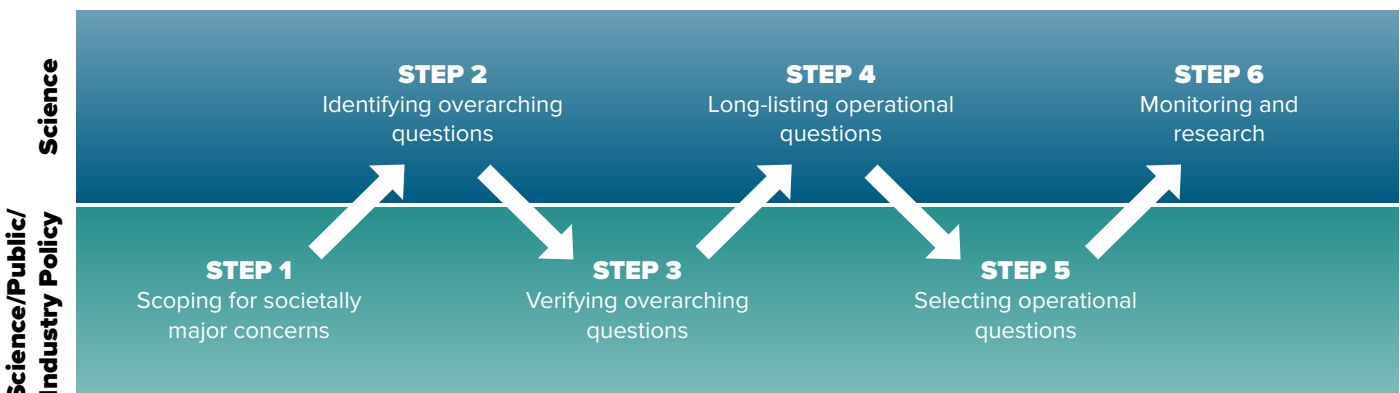 Science
STEP 2
Identifying overarching
questions
STEP 4
Long-listing operational
questions
STEP 6
Monitoring and
research
Science/Public/
Industry Policy
STEP 1
Scoping for societally
major concerns
STEP 3
Verifying overarching
questions
STEP 5
Selecting operational
questions